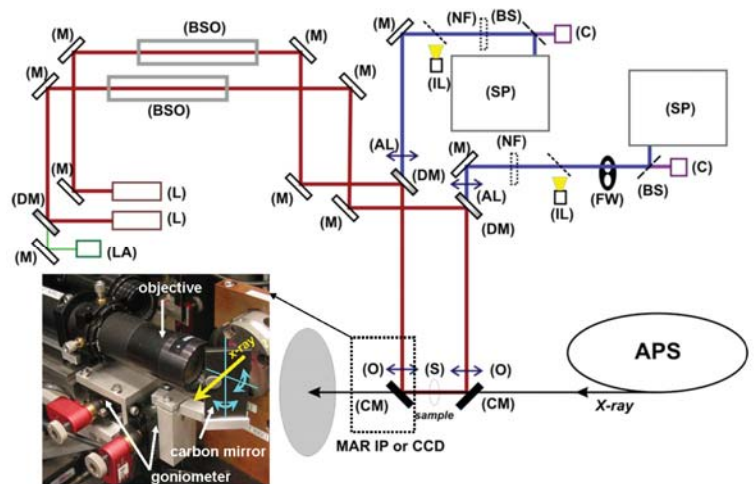 (M)
(NF)
(BS)
(M)
(BSO)
(M)
(C)
(M)
(M)
(IL)
(SP)
(SP)
(BSO)
(NF)
(AL)
(M)
(M)
(DM)
(C)
(L)
(M)
(AL)
(BS)
(DM)
(L)
(M)
(IL)
(FW)
(DM)
(M)
(LA)
objective
x-ray
APS
(O)
(S)
(O)
(CM)
sample
(CM)
X-ray
carbon mirror
MAR IP or CCD
goniometer